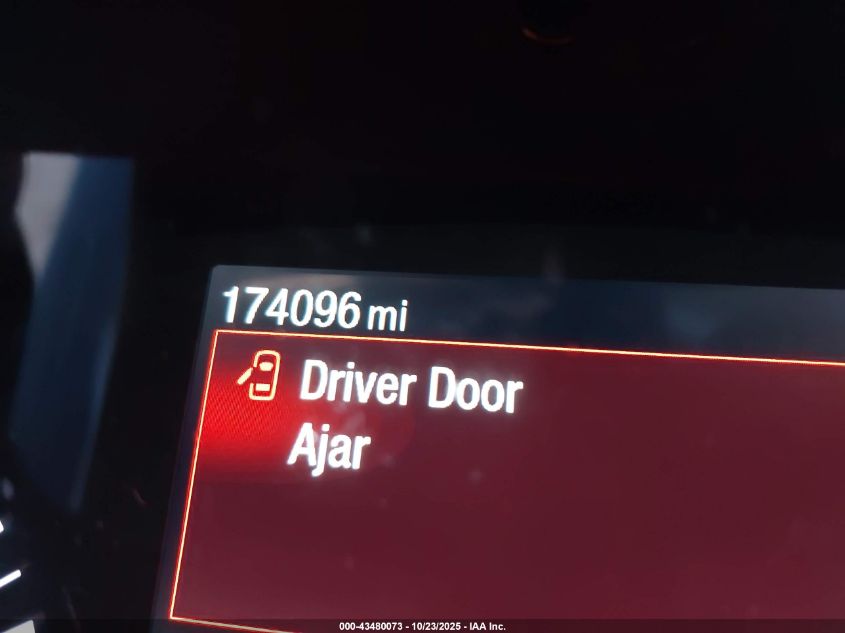 174096 mi
Driver Door
Ajar
000-43480073 - 10/23/2025 - IAA Inc.